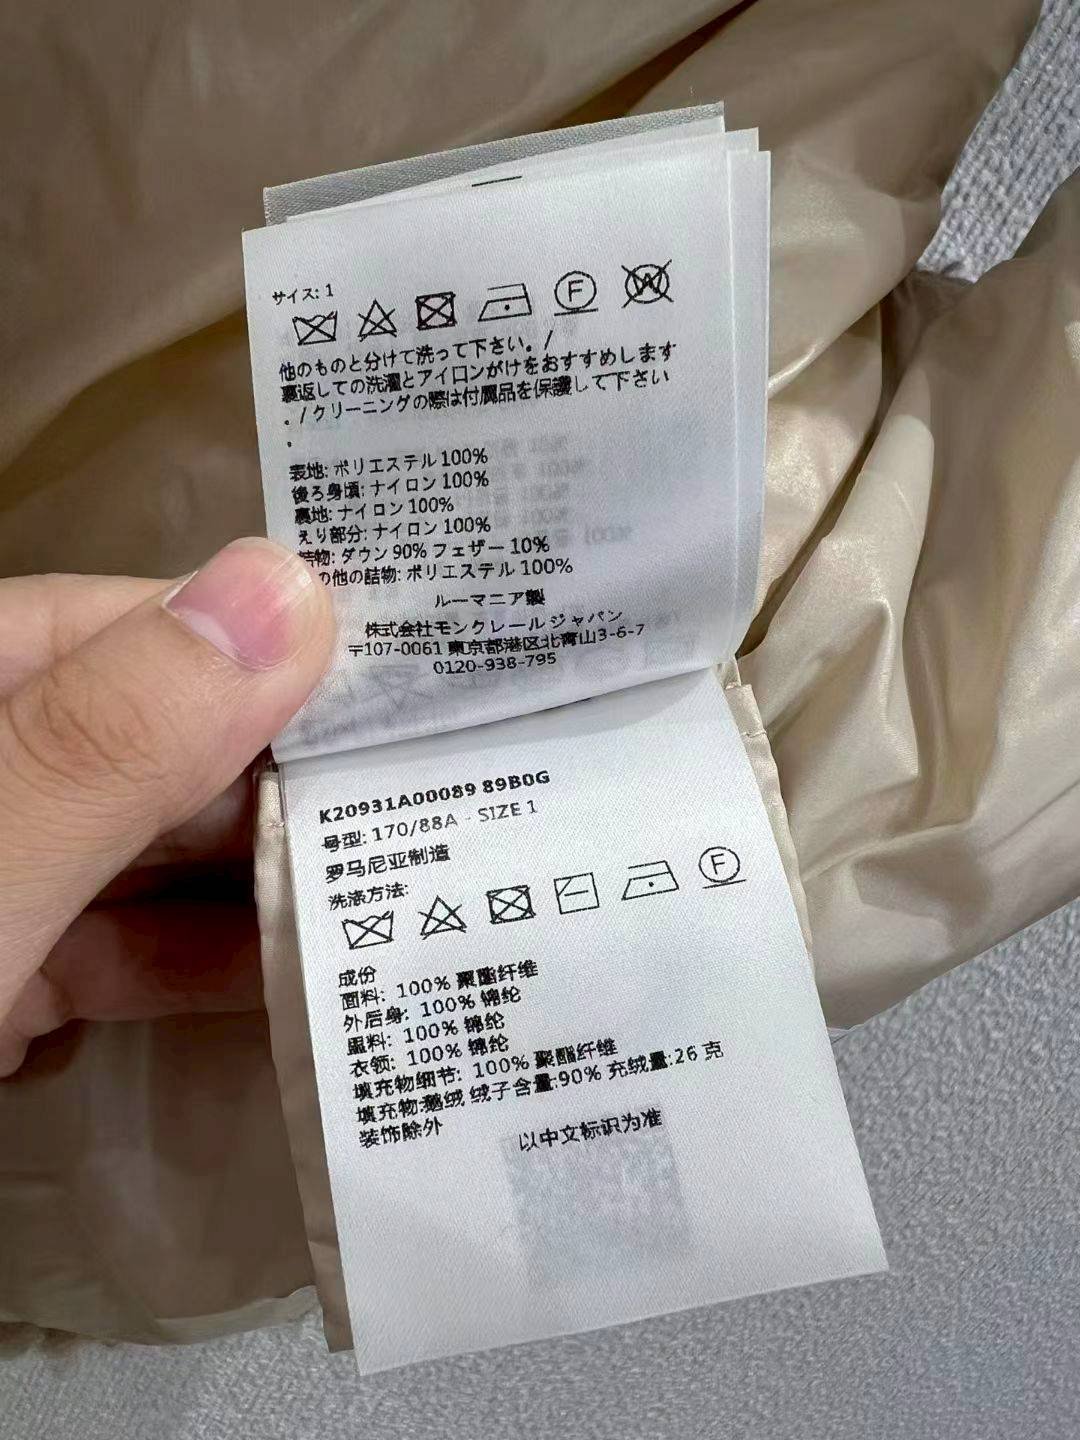 サイズ: 1
F W
他のものと分けて洗って下さい。/
裏返しての洗濯とアイロンがけをおすすめします
。/クリーニングの際は付属品を保護して下さい
。
表地: ポリエステル 100%
後ろ身頃: ナイロン 100%
裏地: ナイロン 100%
えり部分: ナイロン 100%
詰物: ダウン 90% フェザー 10%
の他の詰物: ポリエステル 100%
ルーマニア製
株式会社モンクレールジャパン
〒107-0061 東京都港区北青山3-6-7
0120-938-795
K20931A00089 89B0G
号型: 170/88A - SIZE 1
罗马尼亚制造
洗涤方法:
F
成份
面料: 100% 聚酯纤维
外后身: 100% 锦纶
里料: 100% 锦纶
衣领: 100% 锦纶
填充物细节: 100% 聚酯纤维
填充物:鹅绒 绒子含量:90% 充绒量:26 克
装饰除外
以中文标识为准